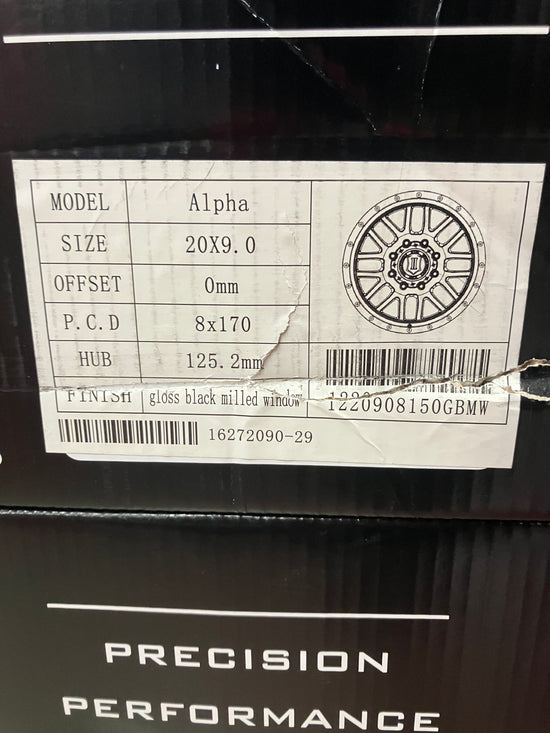 MODEL Alpha
SIZE 20X9.0
OFFSET 0mm
P.C.D 8x170
HUB 125.2mm
FINISH gloss black milled window
1220908150GBMW
16272090-29
PRECISION
PERFORMANCE